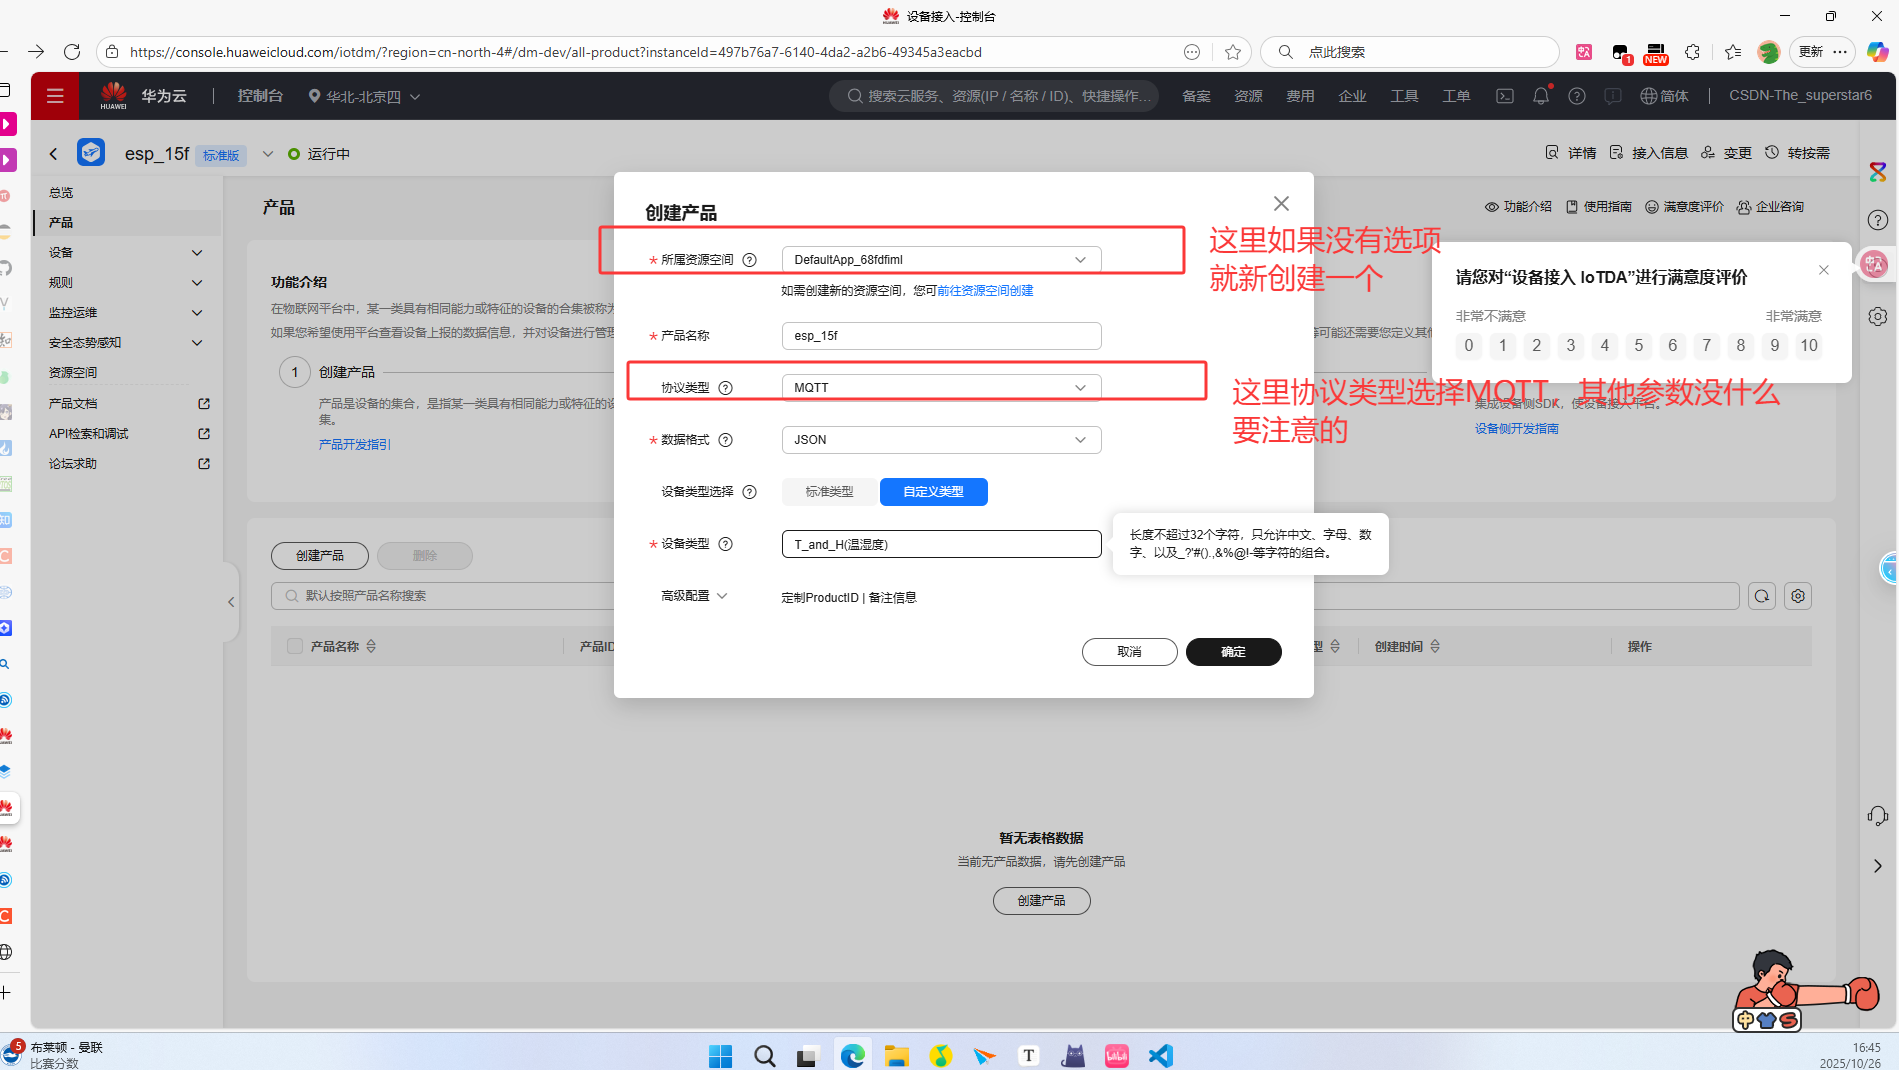 设备接入-控制台
https://console.huaweicloud.com/iotdm/?region=cn-north-4#/dm-dev/all-product?instanceId=497b76a7-6140-4da2-a2b6-49345a3eacbd
点此搜索
1
NEW
更新
HUAWEI
华为云
控制台
华北-北京四
搜索云服务、资源(IP / 名称 / ID)、快捷操作...
备案
资源
费用
企业
工具
工单
简体
CSDN-The_superstar6
esp_15f
标准版
运行中
详情
接入信息
变更
转按需
总览
产品
设备
规则
监控运维
安全态势感知
资源空间
产品文档
API检索和调试
论坛求助
产品
功能介绍
使用指南
满意度评价
企业咨询
功能介绍
在物联网平台中，某一类具有相同能力或特征的设备的合集被称为
如果您希望使用平台查看设备上报的数据信息，并对设备进行管理
等可能还需要您定义其他
1
创建产品
产品是设备的集合，是指某一类具有相同能力或特征的设
集。
产品开发指引
集成设备侧SDK，使设备接入平台。
设备侧开发指南
创建产品
删除
默认按照产品名称搜索
产品名称
产品ID
型
创建时间
操作
暂无表格数据
当前无产品数据，请先创建产品
创建产品
创建产品
* 所属资源空间
DefaultApp_68fdfiml
如需创建新的资源空间，您可前往资源空间创建
* 产品名称
esp_15f
协议类型
MQTT
* 数据格式
JSON
设备类型选择
标准类型
自定义类型
* 设备类型
T_and_H(温湿度)
长度不超过32个字符，只允许中文、字母、数
字、以及_?'#().,&%@!-等字符的组合。
高级配置
定制ProductID | 备注信息
取消
确定
这里如果没有选项
就新创建一个
这里协议类型选择MQTT，其他参数没什么
要注意的
请您对“设备接入 IoTDA”进行满意度评价
非常不满意
非常满意
0 1 2 3 4 5 6 7 8 9 10
5
布莱顿 - 曼联
比赛分数
16:45
2025/10/26